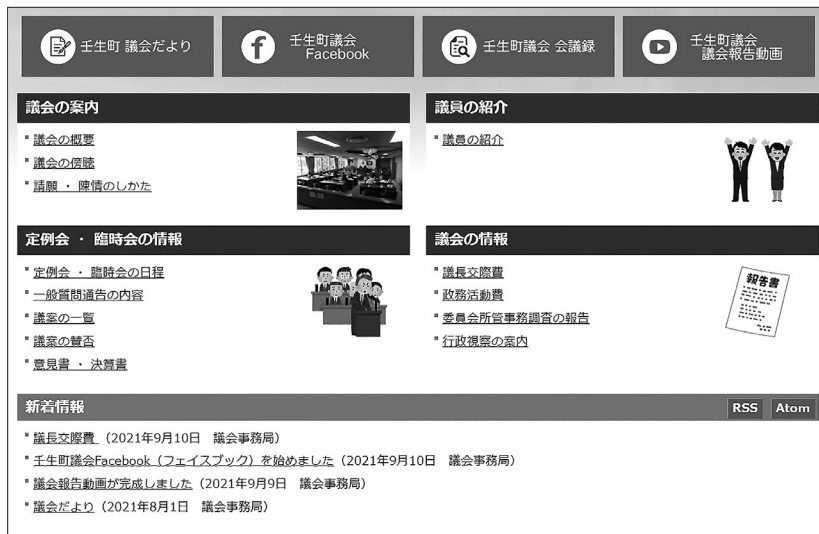 壬生町 議会だより
壬生町議会
Facebook
壬生町議会 会議録
壬生町議会
議会報告動画
議会の案内
議会の概要
議会の傍聴
請願 ・ 陳情のしかた
議員の紹介
議員の紹介
定例会 ・ 臨時会の情報
定例会 ・ 臨時会の日程
一般質問通告の内容
議案の一覧
議案の賛否
意見書 ・ 決算書
議会の情報
議長交際費
政務活動費
委員会所管事務調査の報告
行政視察の案内
報告書
新着情報
RSS Atom
議長交際費 （2021年9月10日 議会事務局）
壬生町議会Facebook（フェイスブック）を始めました（2021年9月10日 議会事務局）
議会報告動画が完成しました（2021年9月9日 議会事務局）
議会だより（2021年8月1日 議会事務局）